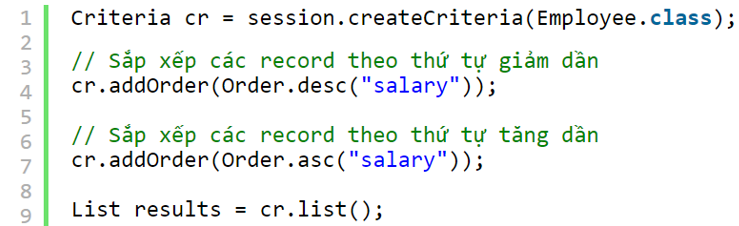 1 Criteria cr = session.createCriteria(Employee.class);
2
3 // Sắp xếp các record theo thứ tự giảm dần
4 cr.addOrder(Order.desc("salary"));
5
6 // Sắp xếp các record theo thứ tự tăng dần
7 cr.addOrder(Order.asc("salary"));
8
9 List results = cr.list();